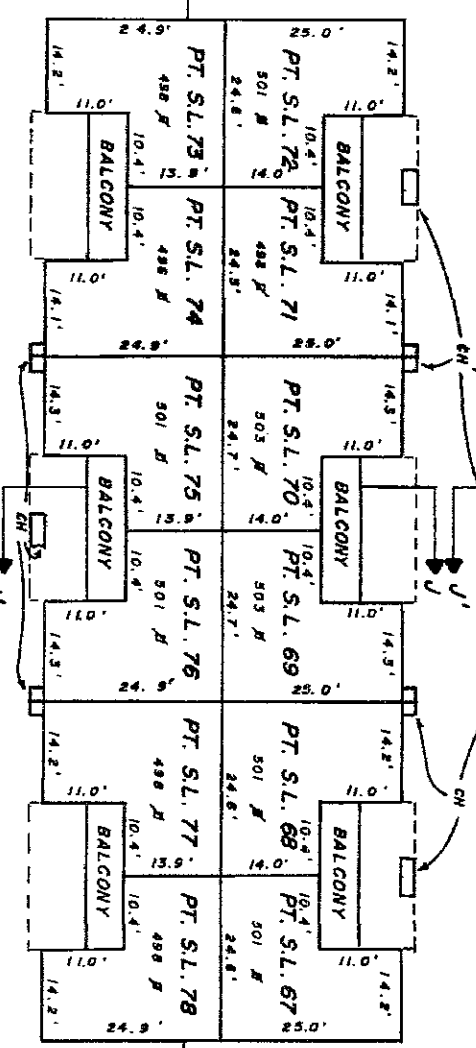 24.9'
25.0'
14.2'
PT. S.L. 73
498 ⌀
24.6'
PT. S.L. 72
501 ⌀
14.2'
11.0'
10.4'
13.9'
14.0'
10.4'
11.0'
BALCONY
BALCONY
11.0'
10.4'
PT. S.L. 74
24.5'
PT. S.L. 71
498 ⌀
10.4'
11.0'
14.1'
14.1'
CH
24.9'
25.0'
14.3'
PT. S.L. 75
501 ⌀
24.7'
PT. S.L. 70
503 ⌀
14.3'
11.0'
10.4'
13.9'
14.0'
10.4'
11.0'
BALCONY
BALCONY
CH
J
J'
11.0'
10.4'
PT. S.L. 76
501 ⌀
24.7'
PT. S.L. 69
503 ⌀
10.4'
11.0'
14.3'
24.9'
25.0'
14.2'
PT. S.L. 77
498 ⌀
24.6'
PT. S.L. 68
501 ⌀
14.2'
CH
11.0'
10.4'
13.9'
14.0'
10.4'
11.0'
BALCONY
BALCONY
11.0'
10.4'
PT. S.L. 78
498 ⌀
24.6'
PT. S.L. 67
501 ⌀
10.4'
11.0'
14.2'
14.2'
24.9'
25.0'